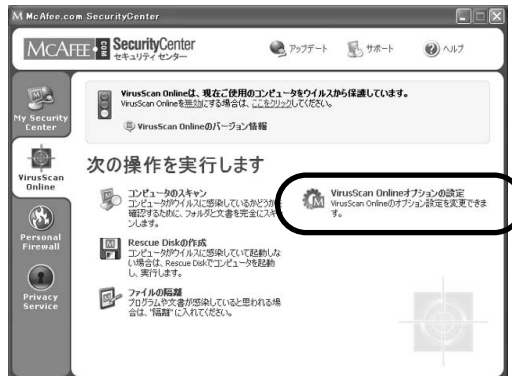 McAfee.com SecurityCenter
McAFEE SecurityCenter
セキュリティ センター
アップデート
サポート
ヘルプ
My Security Center
VirusScan Online
Personal Firewall
Privacy Service
VirusScan Onlineは、現在ご使用のコンピュータをウイルスから保護しています。
VirusScan Onlineを無効にする場合は、ここをクリックしてください。
VirusScan Onlineのバージョン情報
次の操作を実行します
コンピュータのスキャン
コンピュータがウイルスに感染しているかどうかを
確認するために、フォルダと文書を完全にスキャ
ンします。
Rescue Diskの作成
コンピュータがウイルスに感染していて起動しな
い場合は、Rescue Diskでコンピュータを起動
し、実行します。
ファイルの隔離
プログラムや文書が感染していると思われる場
合は、"隔離"に入れてください。
VirusScan Onlineオプションの設定
VirusScan Onlineのオプション設定を変更できま
す。